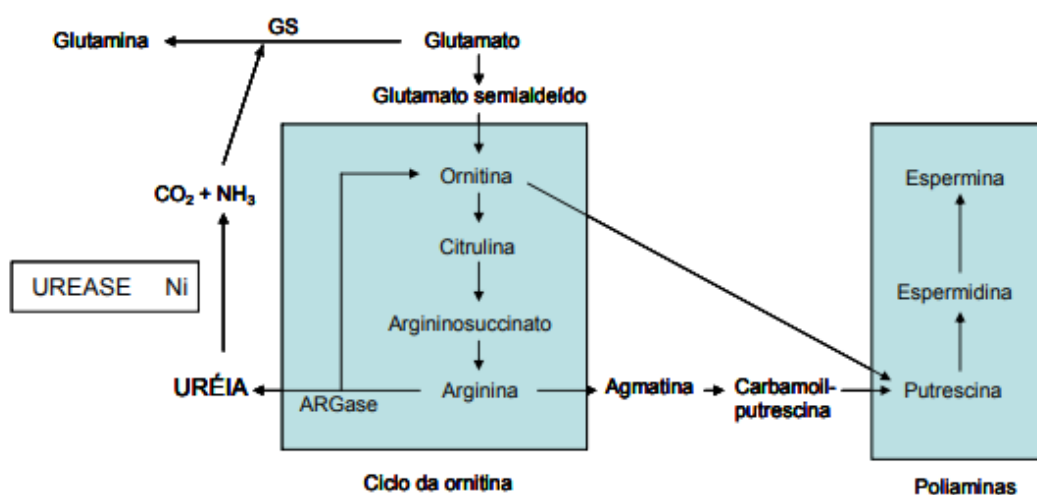 GS
Glutamina
Glutamato
Glutamato semialdeído
Ornitina
Espermina
CO₂ + NH₃
Citrulina
UREASE Ni
Espermidina
Argininosuccinato
URÉIA
ARGase
Arginina
Agmatina
Carbamoil-
putrescina
Putrescina
Ciclo da ornitina
Poliaminas